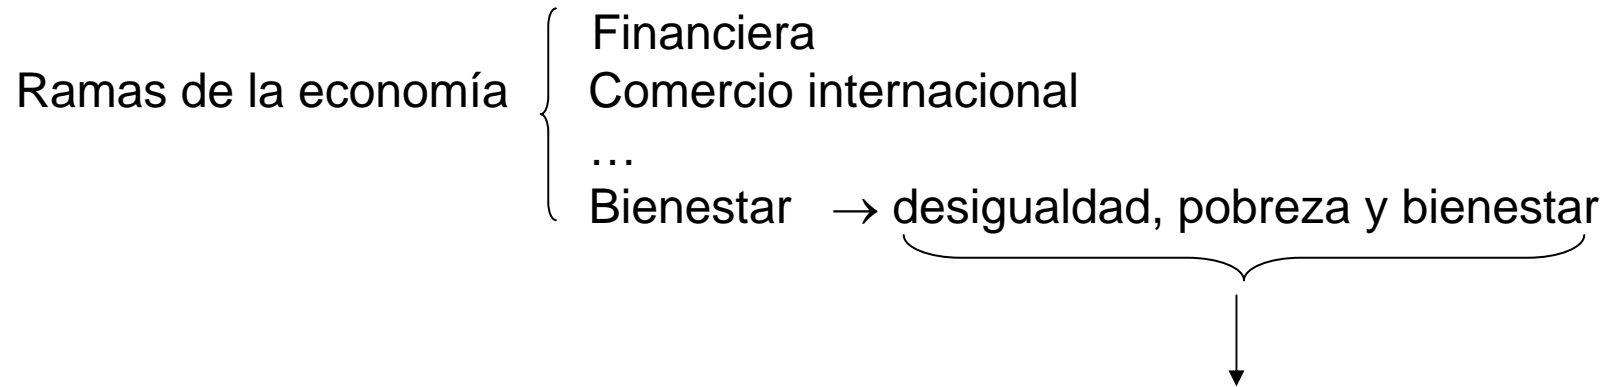 Financiera
Ramas de la economía Comercio internacional
…
Bienestar → desigualdad, pobreza y bienestar